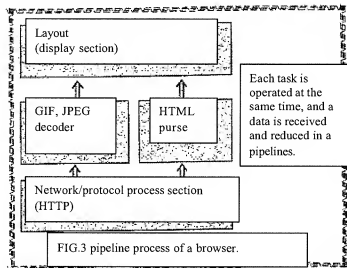 Layout
(display section)
Each task is
operated at the
same time, and a
data is received
and reduced in a
pipelines.
GIF, JPEG
decoder
HTML
purse
Network/protocol process section
(HTTP)
FIG.3 pipeline process of a browser.